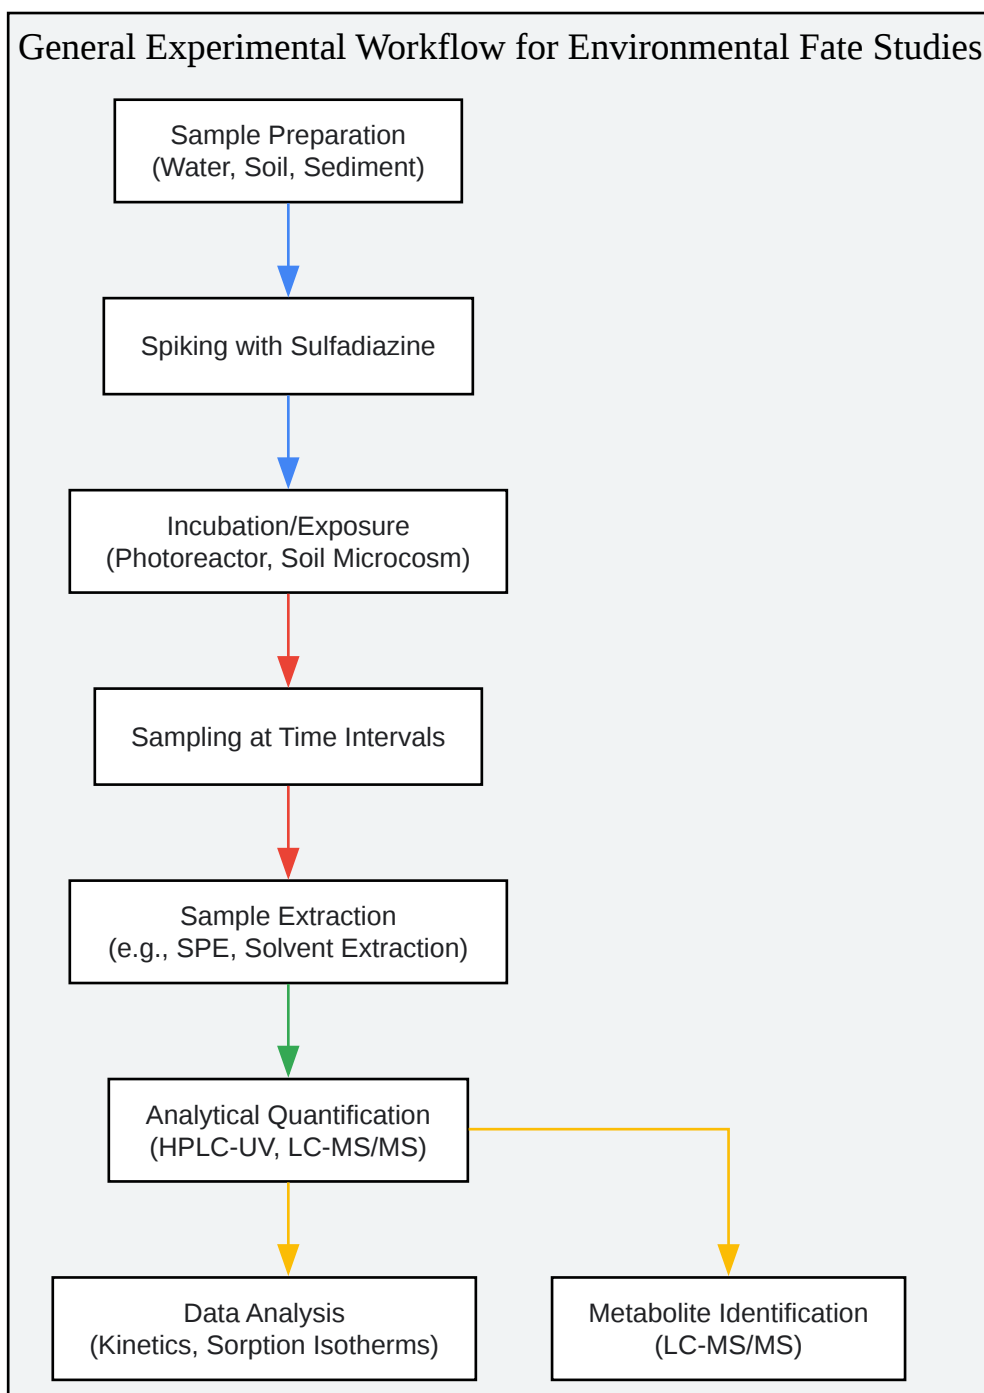 General Experimental Workflow for Environmental Fate Studies
Sample Preparation
(Water, Soil, Sediment)
Spiking with Sulfadiazine
Incubation/Exposure
(Photoreactor, Soil Microcosm)
Sampling at Time Intervals
Sample Extraction
(e.g., SPE, Solvent Extraction)
Analytical Quantification
(HPLC-UV, LC-MS/MS)
Data Analysis
(Kinetics, Sorption Isotherms)
Metabolite Identification
(LC-MS/MS)